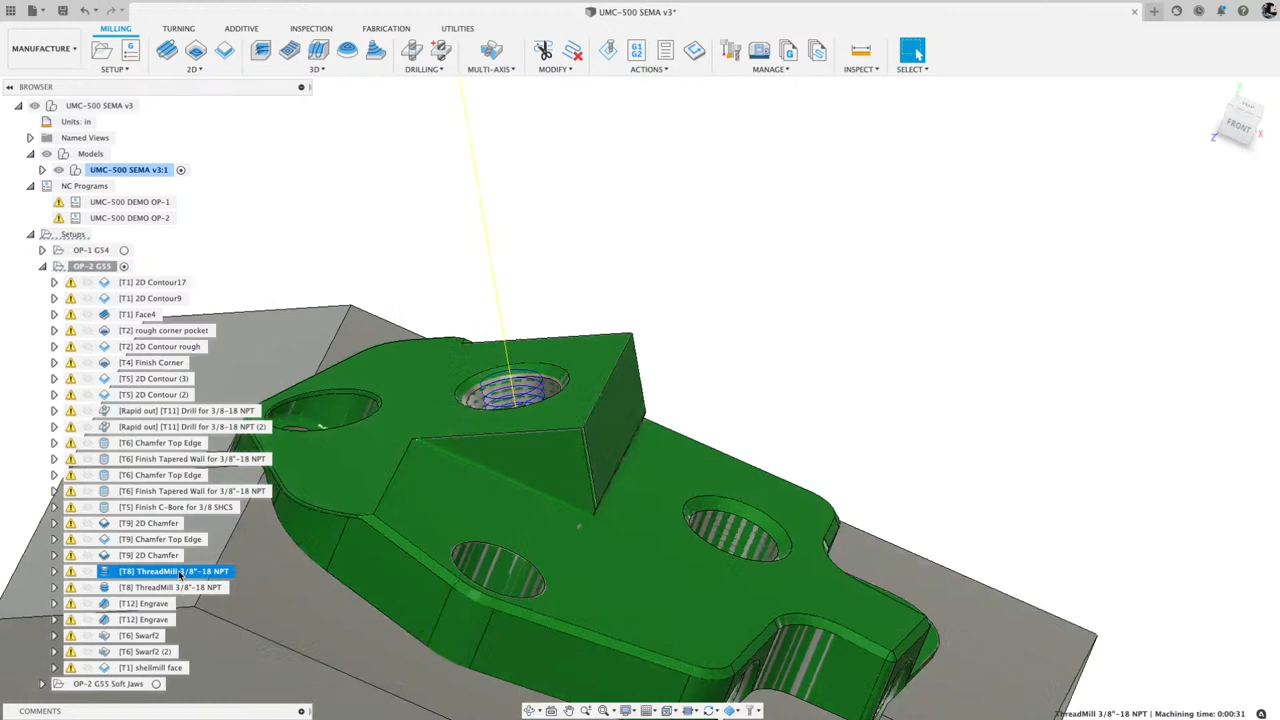 UMC-500 SEMA v3*
MANUFACTURE
MILLING TURNING ADDITIVE INSPECTION FABRICATION UTILITIES
G1
G2
SETUP 2D 3D DRILLING MULTI-AXIS MODIFY ACTIONS MANAGE INSPECT SELECT
BROWSER
UMC-500 SEMA v3
Units: in
Named Views
Models
UMC-500 SEMA v3:1
NC Programs
UMC-500 DEMO OP-1
UMC-500 DEMO OP-2
Setups
OP-1 G54
OP-2 G55
[T1] 2D Contour17
[T1] 2D Contour9
[T1] Face4
[T2] rough corner pocket
[T2] 2D Contour rough
[T4] Finish Corner
[T5] 2D Contour (3)
[T5] 2D Contour (2)
[Rapid out] [T11] Drill for 3/8-18 NPT
[Rapid out] [T11] Drill for 3/8-18 NPT (2)
[T6] Chamfer Top Edge
[T6] Finish Tapered Wall for 3/8"-18 NPT
[T6] Chamfer Top Edge
[T6] Finish Tapered Wall for 3/8"-18 NPT
[T5] Finish C-Bore for 3/8 SHCS
[T9] 2D Chamfer
[T9] Chamfer Top Edge
[T9] 2D Chamfer
[T8] ThreadMill 3/8"-18 NPT
[T8] ThreadMill 3/8"-18 NPT
[T12] Engrave
[T12] Engrave
[T6] Swarf2
[T6] Swarf2 (2)
[T1] shellmill face
OP-2 G55 Soft Jaws
COMMENTS
FRONT
Y
X
Z
ThreadMill 3/8"-18 NPT | Machining time: 0:00:31